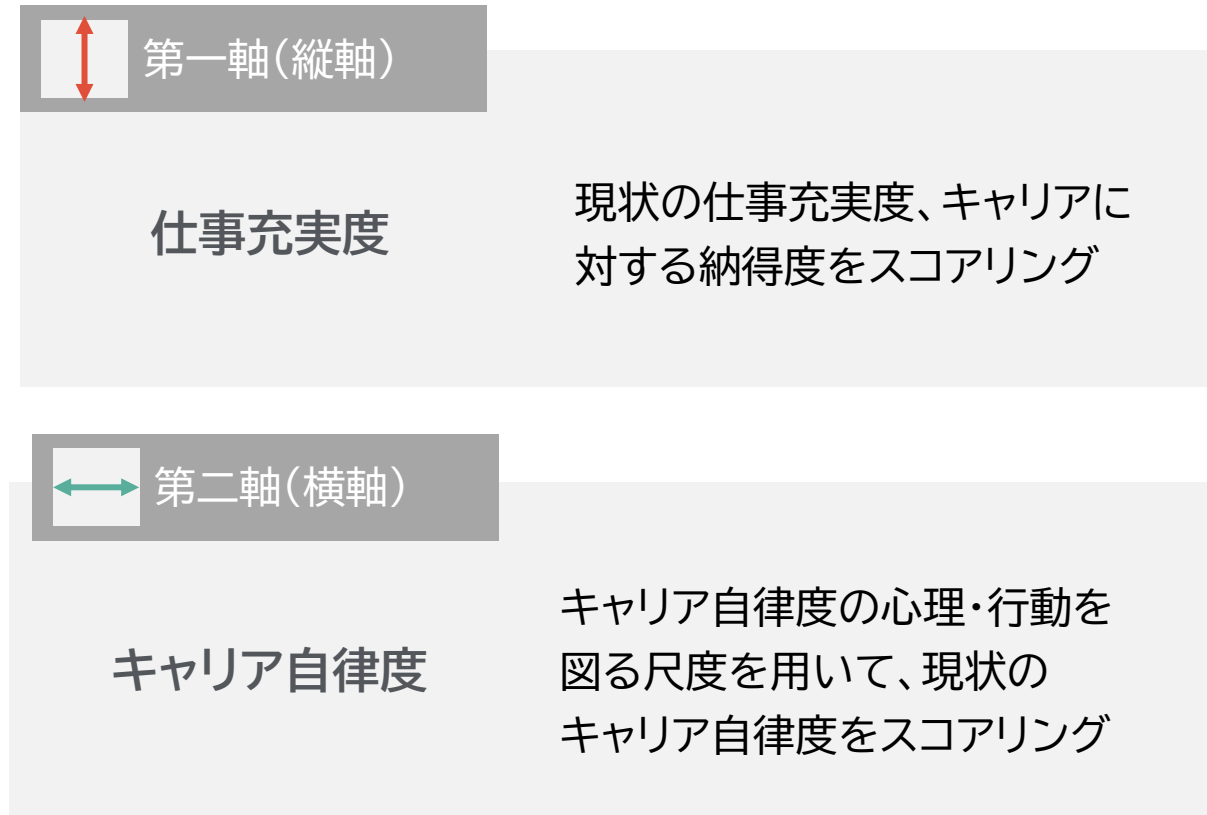 第一軸(縦軸)
仕事充実度
現状の仕事充実度、キャリアに
対する納得度をスコアリング
第二軸(横軸)
キャリア自律度
キャリア自律度の心理・行動を
図る尺度を用いて、現状の
キャリア自律度をスコアリング